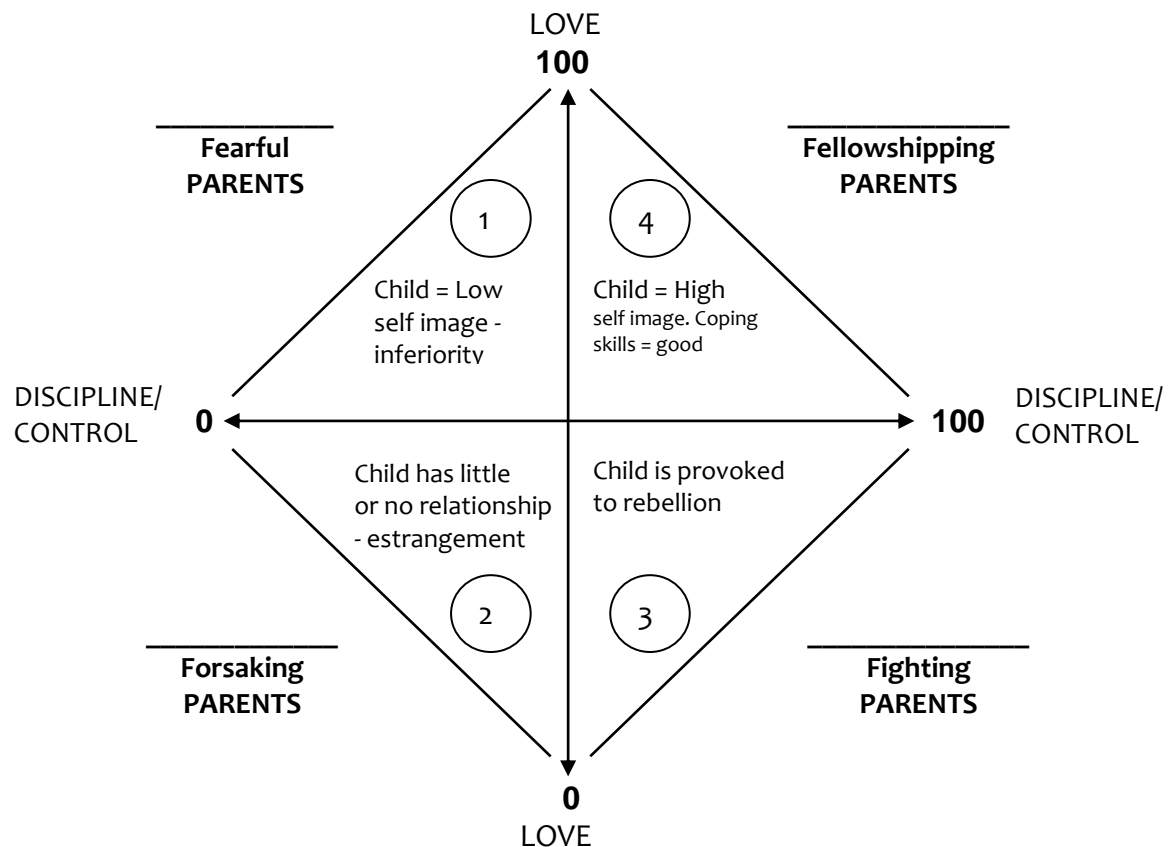 LOVE
100
Fearful
PARENTS
Fellowshipping
PARENTS
1
4
Child = Low
self image -
inferiority
Child = High
self image. Coping
skills = good
DISCIPLINE/
CONTROL
0
100
DISCIPLINE/
CONTROL
Child has little
or no relationship
- estrangement
Child is provoked
to rebellion
2
3
Forsaking
PARENTS
Fighting
PARENTS
0
LOVE